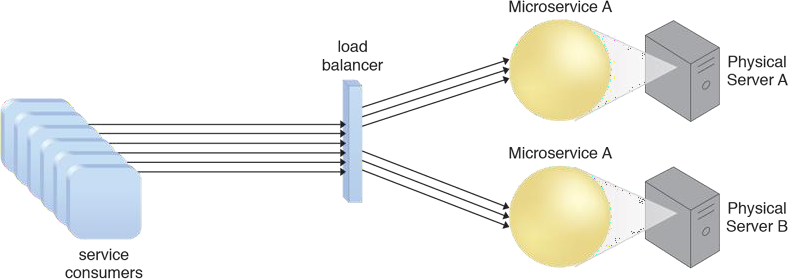 Microservice A
load
balancer
Physical
Server A
Microservice A
Physical
Server B
service
consumers